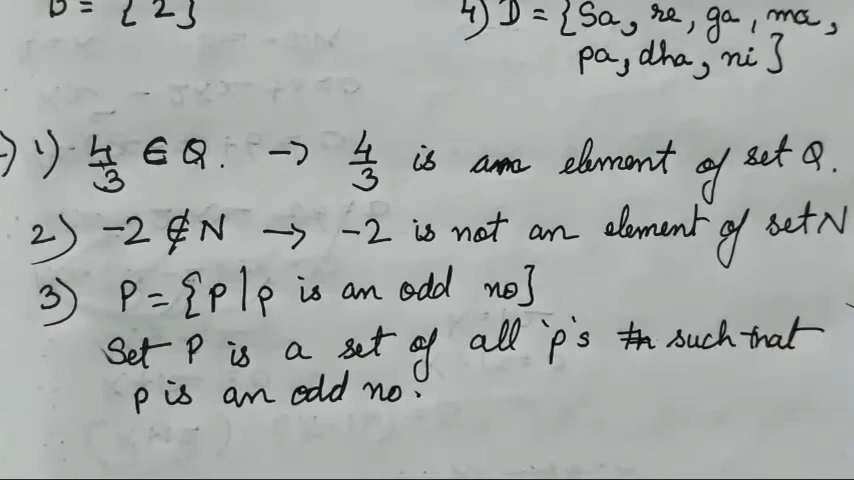 B = { 2 }
4) D = {Sa, re, ga, ma,
pa, dha, ni }
1) 4/3 ∈ Q. → 4/3 is an element of set Q.
2) -2 ∉ N → -2 is not an element of set N
3) P = { p | p is an odd no }
Set P is a set of all 'p's such that
p is an odd no.